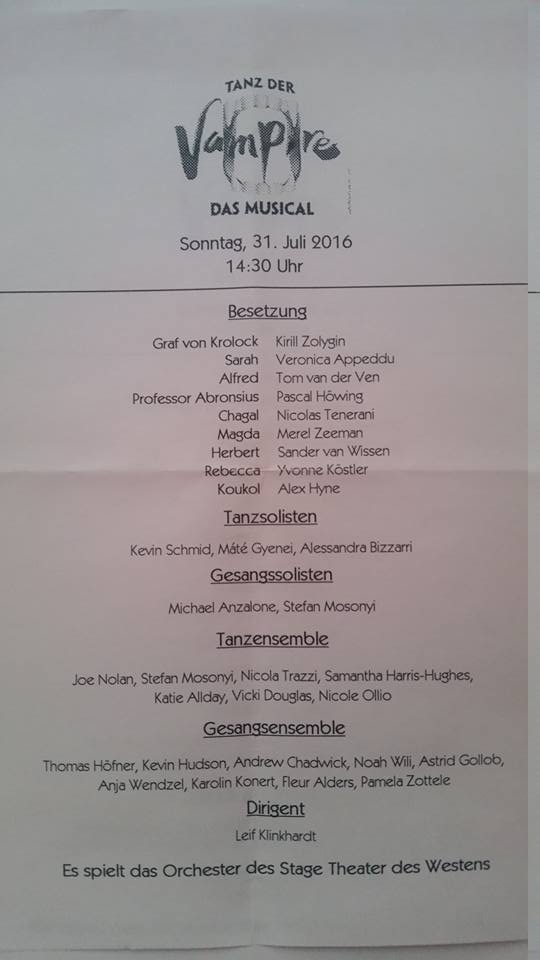 TANZ DER
Vampire
DAS MUSICAL
Sonntag, 31. Juli 2016
14:30 Uhr
Besetzung
Graf von Krolock Kirill Zolygin
Sarah Veronica Appeddu
Alfred Tom van der Ven
Professor Abronsius Pascal Höwing
Chagal Nicolas Tenerani
Magda Merel Zeeman
Herbert Sander van Wissen
Rebecca Yvonne Köstler
Koukol Alex Hyne
Tanzsolisten
Kevin Schmid, Máté Gyenei, Alessandra Bizzarri
Gesangssolisten
Michael Anzalone, Stefan Mosonyi
Tanzensemble
Joe Nolan, Stefan Mosonyi, Nicola Trazzi, Samantha Harris-Hughes,
Katie Allday, Vicki Douglas, Nicole Ollio
Gesangsensemble
Thomas Höfner, Kevin Hudson, Andrew Chadwick, Noah Wili, Astrid Gollob,
Anja Wendzel, Karolin Konert, Fleur Alders, Pamela Zottele
Dirigent
Leif Klinkhardt
Es spielt das Orchester des Stage Theater des Westens